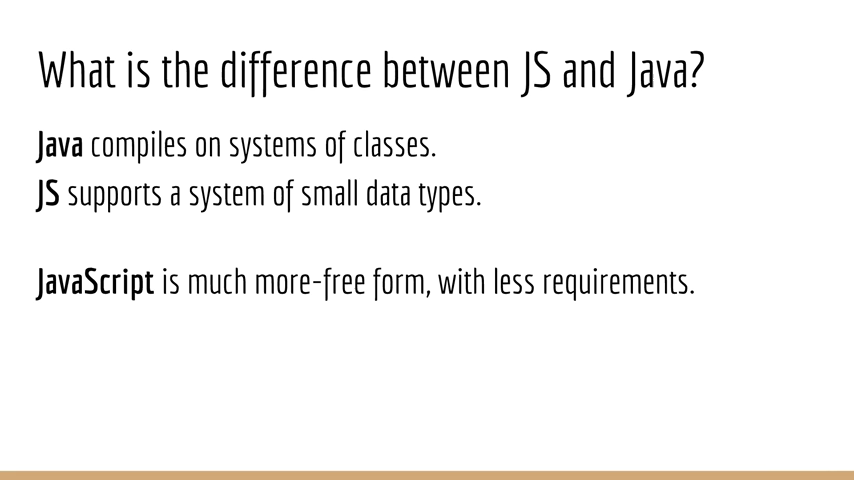 What is the difference between JS and Java?
Java compiles on systems of classes.
JS supports a system of small data types.
JavaScript is much more-free form, with less requirements.